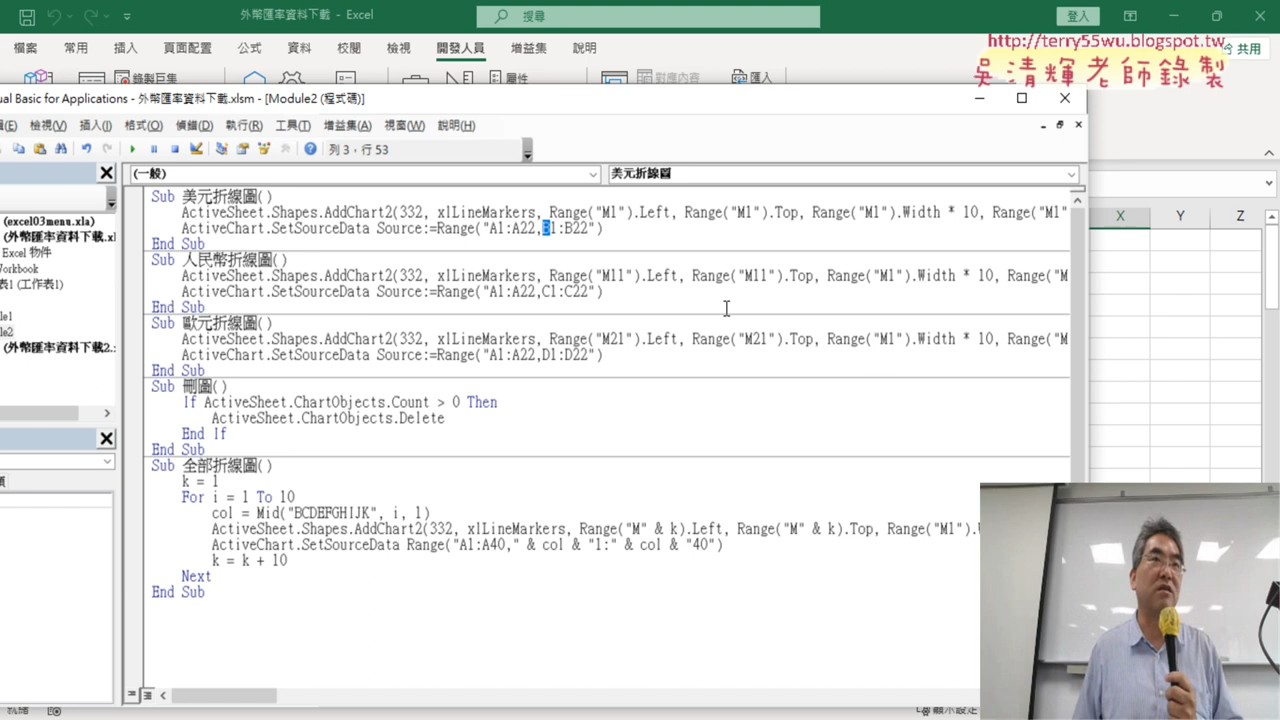 外幣匯率資料下載 - Excel
搜尋
登入
檔案 常用 插入 頁面配置 公式 資料 校閱 檢視 開發人員 增益集 說明
共用
http://terry55wu.blogspot.tw
吳清輝老師錄製
錄製巨集 屬性 對應內容 匯入
ual Basic for Applications - 外幣匯率資料下載.xlsm - [Module2 (程式碼)]
(E) 檢視(V) 插入(I) 格式(O) 偵錯(D) 執行(R) 工具(T) 增益集(A) 視窗(W) 說明(H)
列 3，行 53
(一般) 美元折線圖
(excel03menu.xla)
(外幣匯率資料下載.xl
Excel 物件
orkbook
表1 (工作表1)
le1
le2
(外幣匯率資料下載2.:
Sub 美元折線圖()
ActiveSheet.Shapes.AddChart2(332, xlLineMarkers, Range("M1").Left, Range("M1").Top, Range("M1").Width * 10, Range("M1"
ActiveChart.SetSourceData Source:=Range("A1:A22,B1:B22")
End Sub
Sub 人民幣折線圖()
ActiveSheet.Shapes.AddChart2(332, xlLineMarkers, Range("M11").Left, Range("M11").Top, Range("M1").Width * 10, Range("M
ActiveChart.SetSourceData Source:=Range("A1:A22,C1:C22")
End Sub
Sub 歐元折線圖()
ActiveSheet.Shapes.AddChart2(332, xlLineMarkers, Range("M21").Left, Range("M21").Top, Range("M1").Width * 10, Range("M
ActiveChart.SetSourceData Source:=Range("A1:A22,D1:D22")
End Sub
Sub 刪圖()
If ActiveSheet.ChartObjects.Count > 0 Then
ActiveSheet.ChartObjects.Delete
End If
End Sub
Sub 全部折線圖()
k = 1
For i = 1 To 10
col = Mid("BCDEFGHIJK", i, 1)
ActiveSheet.Shapes.AddChart2(332, xlLineMarkers, Range("M" & k).Left, Range("M" & k).Top, Range("M1").
ActiveChart.SetSourceData Range("A1:A40," & col & "1:" & col & "40")
k = k + 10
Next
End Sub
X Y Z
就緒
顯示設定